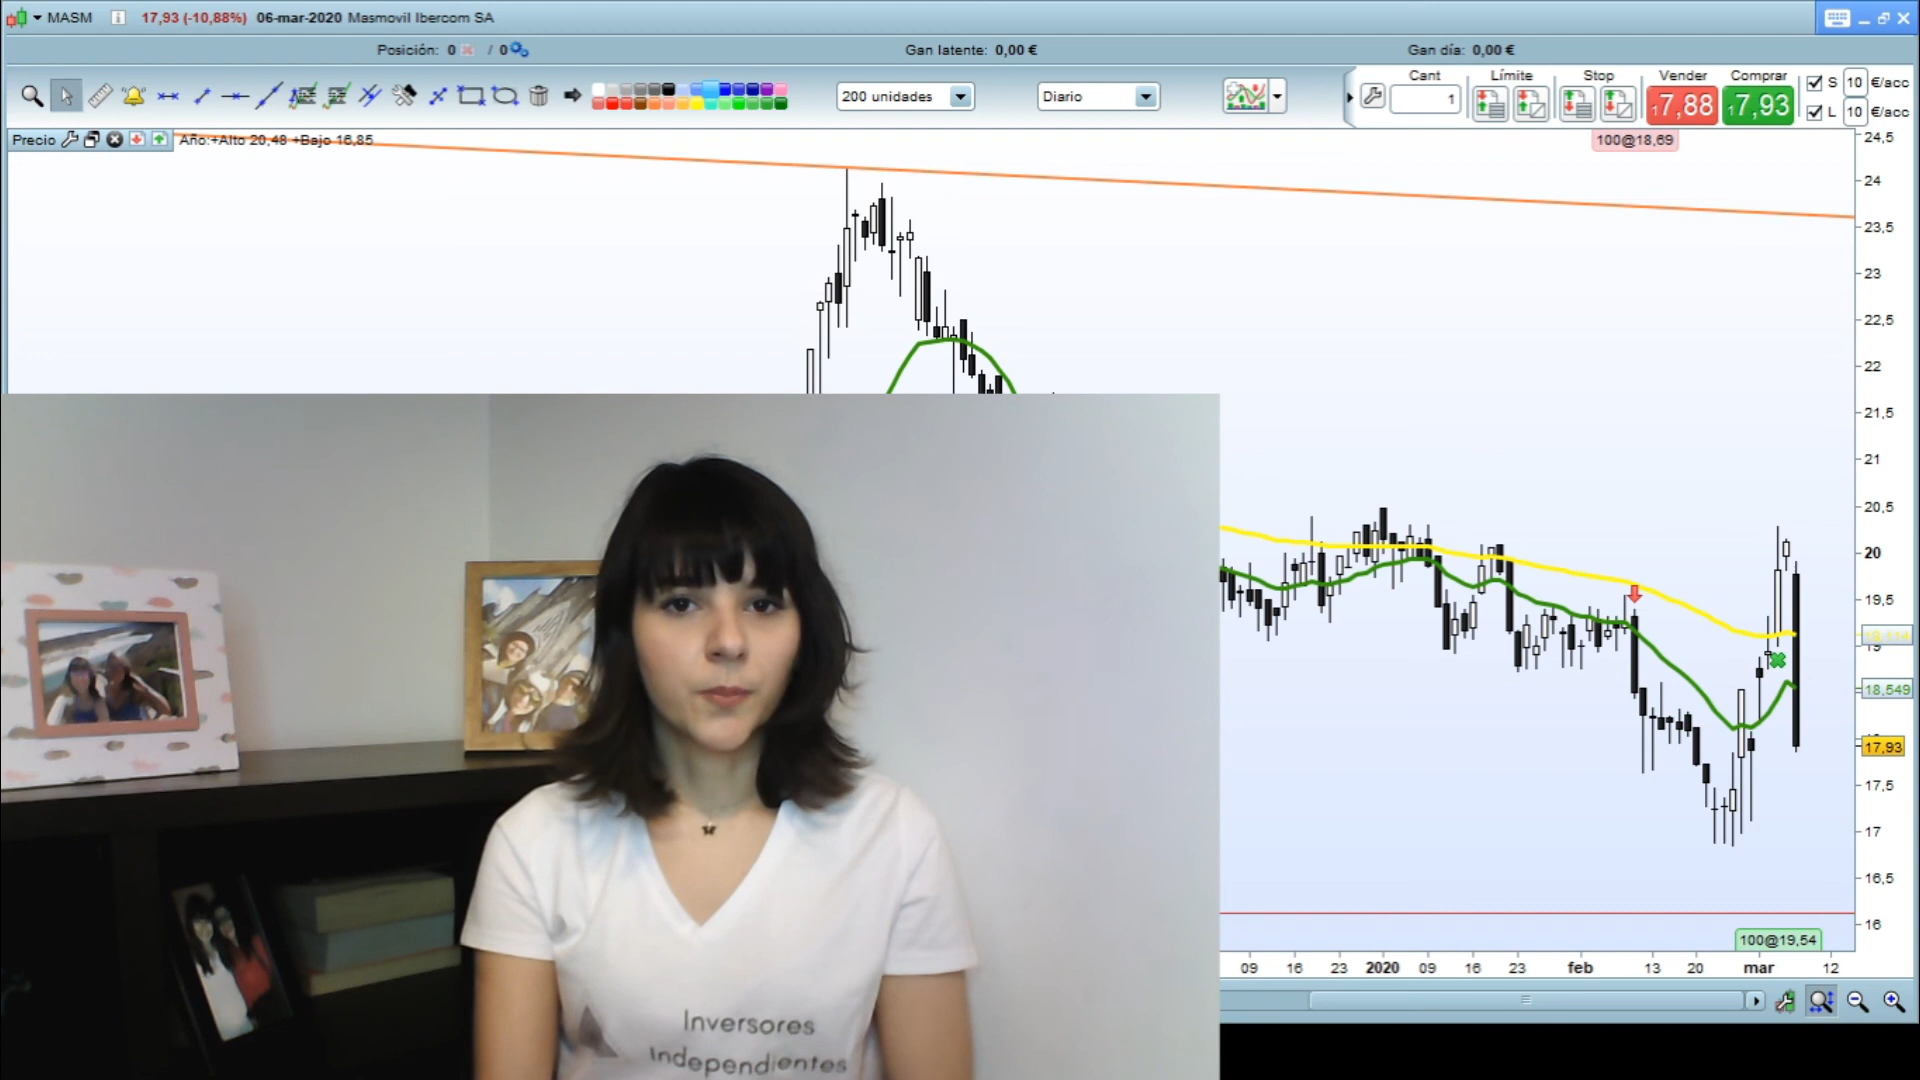 MASM 17,93 (-10,88%) 06-mar-2020 Masmovil Ibercom SA
Posición: 0 / 0 Gan latente: 0,00 € Gan día: 0,00 €
200 unidades Diario
Cant Límite Stop Vender Comprar
1 17,88 17,93
S 10 €/acc
L 10 €/acc
Precio Año:+Alto 20,48 +Bajo 16,85
100@18,69
24,5
24
23,5
23
22,5
22
21,5
21
20,5
20
19,5
19
18,549
17,93
17,5
17
16,5
16
100@19,54
09 16 23 2020 09 16 23 feb 13 20 mar 12
Inversores
Independientes